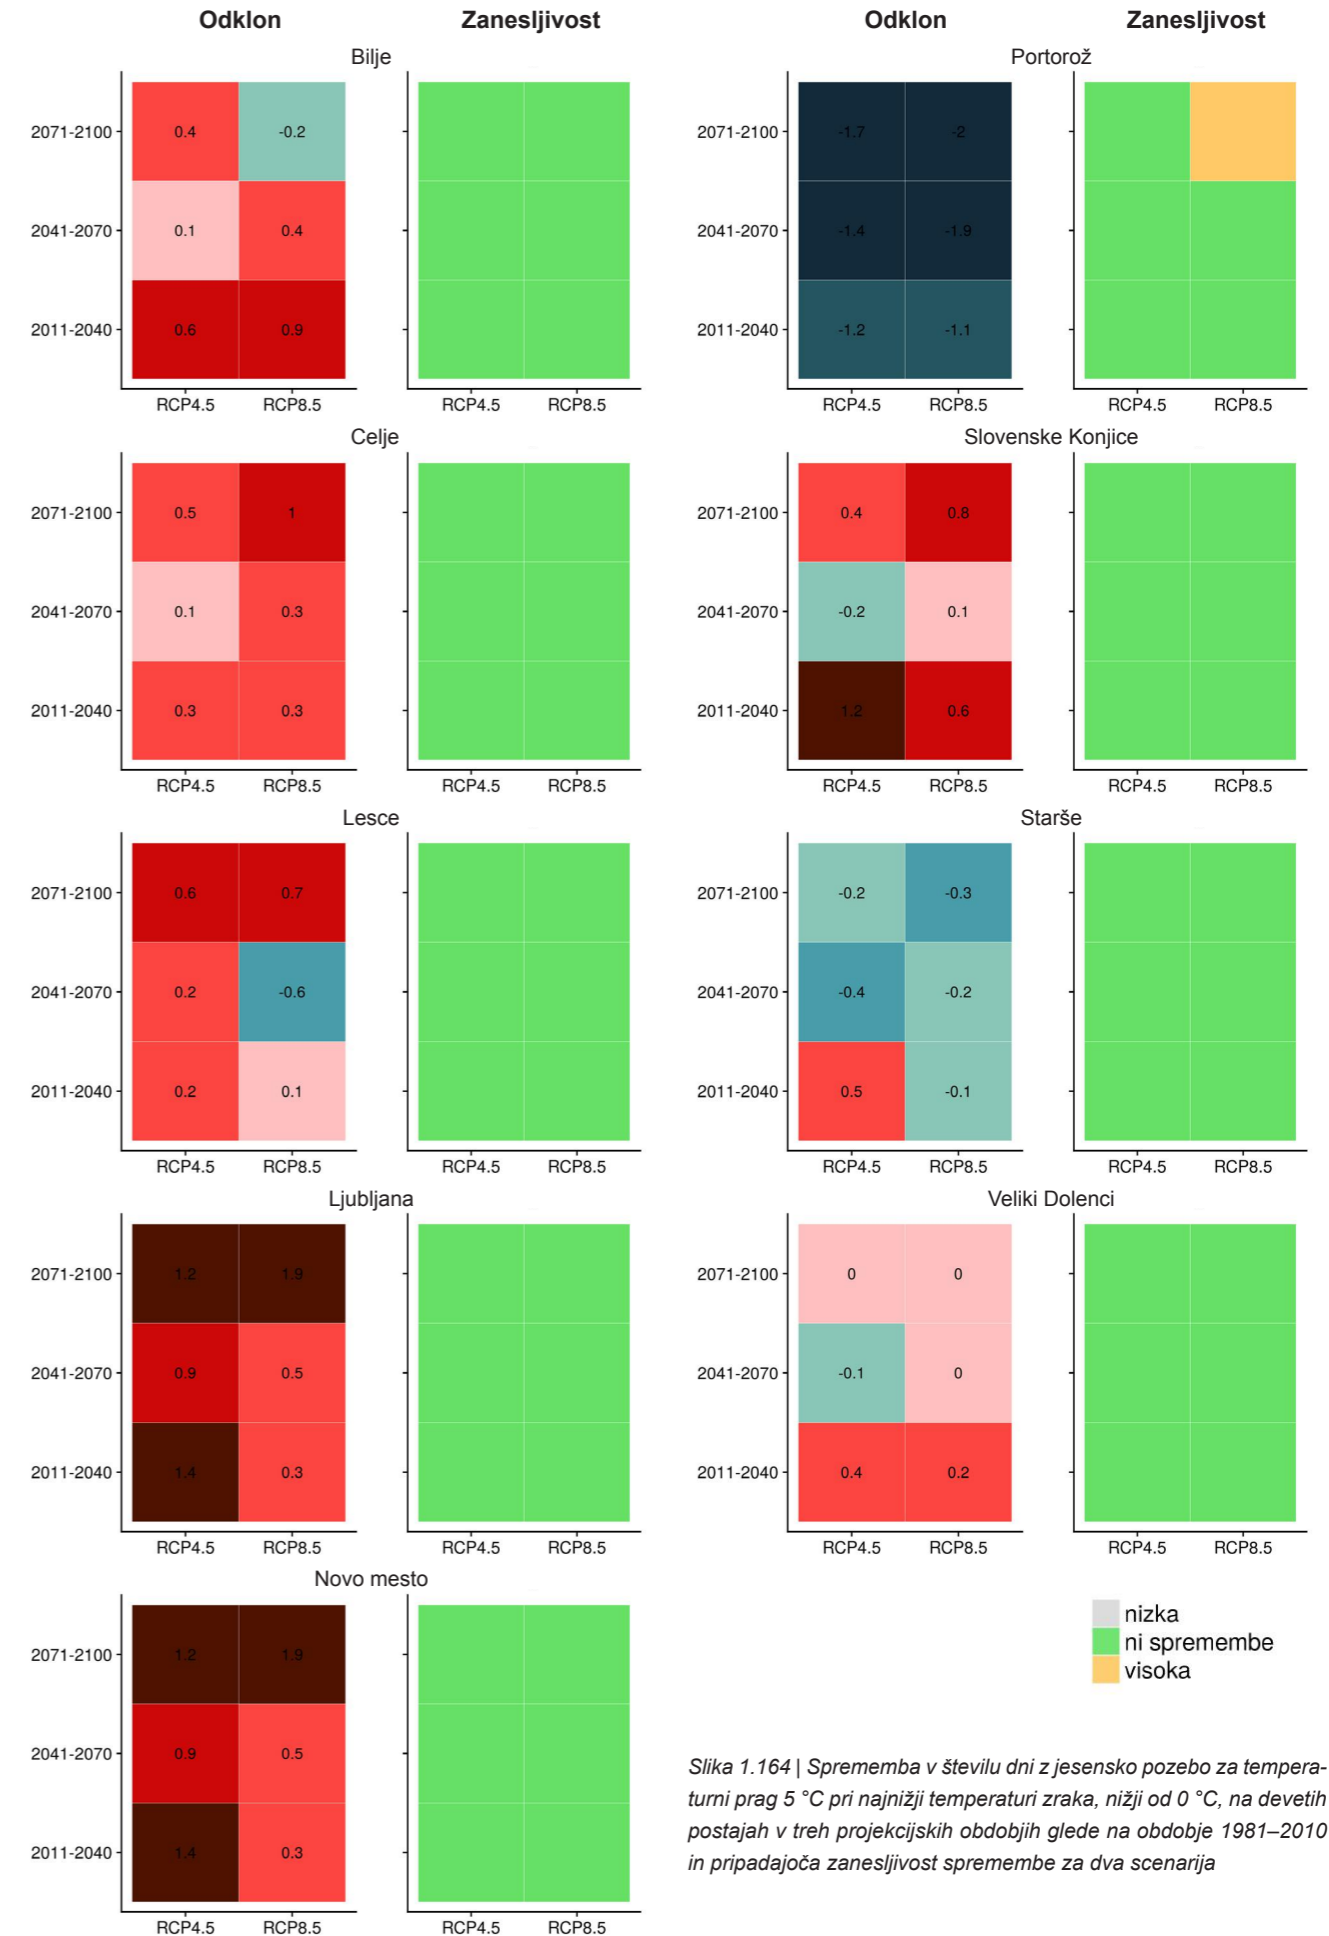 Odklon Zanesljivost
Bilje
2071-2100 0.4 -0.2
2041-2070 0.1 0.4
2011-2040 0.6 0.9
RCP4.5 RCP8.5 RCP4.5 RCP8.5
Celje
2071-2100 0.5 1
2041-2070 0.1 0.3
2011-2040 0.3 0.3
RCP4.5 RCP8.5 RCP4.5 RCP8.5
Lesce
2071-2100 0.6 0.7
2041-2070 0.2 -0.6
2011-2040 0.2 0.1
RCP4.5 RCP8.5 RCP4.5 RCP8.5
Ljubljana
2071-2100 1.2 1.9
2041-2070 0.9 0.5
2011-2040 1.4 0.3
RCP4.5 RCP8.5 RCP4.5 RCP8.5
Novo mesto
2071-2100 1.2 1.9
2041-2070 0.9 0.5
2011-2040 1.4 0.3
RCP4.5 RCP8.5 RCP4.5 RCP8.5
Odklon Zanesljivost
Portorož
2071-2100 -1.7 -2
2041-2070 -1.4 -1.9
2011-2040 -1.2 -1.1
RCP4.5 RCP8.5 RCP4.5 RCP8.5
Slovenske Konjice
2071-2100 0.4 0.8
2041-2070 -0.2 0.1
2011-2040 1.2 0.6
RCP4.5 RCP8.5 RCP4.5 RCP8.5
Starše
2071-2100 -0.2 -0.3
2041-2070 -0.4 -0.2
2011-2040 0.5 -0.1
RCP4.5 RCP8.5 RCP4.5 RCP8.5
Veliki Dolenci
2071-2100 0 0
2041-2070 -0.1 0
2011-2040 0.4 0.2
RCP4.5 RCP8.5 RCP4.5 RCP8.5
nizka
ni spremembe
visoka
Slika 1.164 | Sprememba v številu dni z jesensko pozebo za tempera-
turni prag 5 °C pri najnižji temperaturi zraka, nižji od 0 °C, na devetih
postajah v treh projekcijskih obdobjih glede na obdobje 1981–2010
in pripadajoča zanesljivost spremembe za dva scenarija